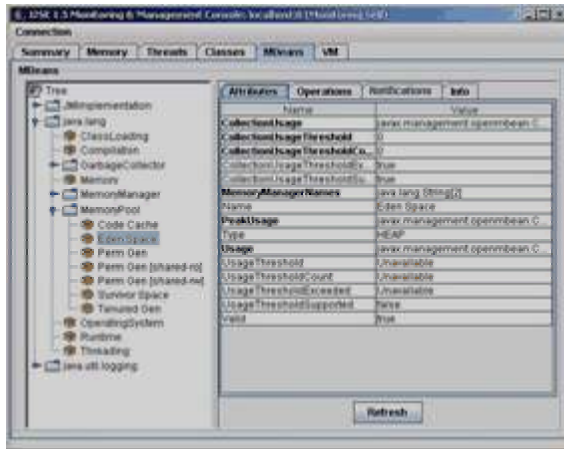 J2SE 1.5 Monitoring & Management Console: localhost:0 [Monitoring Self]
Connection
Summary Memory Threads Classes MBeans VM
MBeans
Tree
JMImplementation
java.lang
ClassLoading
Compilation
GarbageCollector
Memory
MemoryManager
MemoryPool
Code Cache
Eden Space
Perm Gen
Perm Gen [shared-ro]
Perm Gen [shared-rw]
Survivor Space
Tenured Gen
OperatingSystem
Runtime
Threading
java.util.logging
Attributes Operations Notifications Info
Name Value
CollectionUsage javax.management.openmbean.C...
CollectionUsageThreshold 0
CollectionUsageThresholdCo... 0
CollectionUsageThresholdEx... true
CollectionUsageThresholdSu... true
MemoryManagerNames java.lang.String[2]
Name Eden Space
PeakUsage javax.management.openmbean.C...
Type HEAP
Usage javax.management.openmbean.C...
UsageThreshold Unavailable
UsageThresholdCount Unavailable
UsageThresholdExceeded Unavailable
UsageThresholdSupported false
Valid true
Refresh